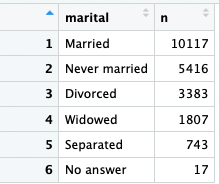 marital n
1 Married 10117
2 Never married 5416
3 Divorced 3383
4 Widowed 1807
5 Separated 743
6 No answer 17